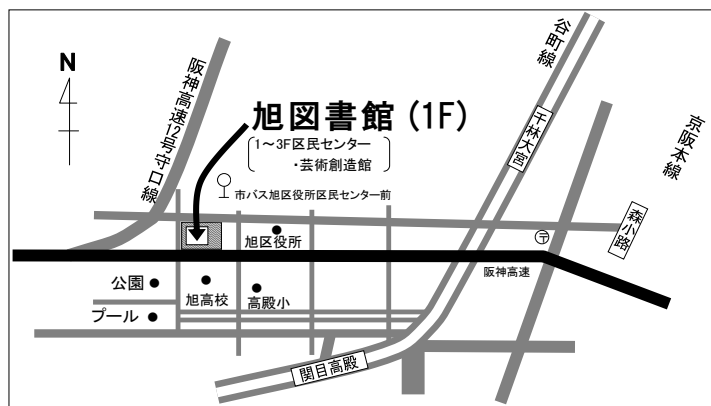 N
阪神高速12号守口線
旭図書館(1F)
1～3F区民センター
・芸術創造館
市バス旭区役所区民センター前
谷町線
千林大宮
京阪本線
森小路
〒
旭区役所
阪神高速
公園
旭高校
高殿小
プール
関目高殿